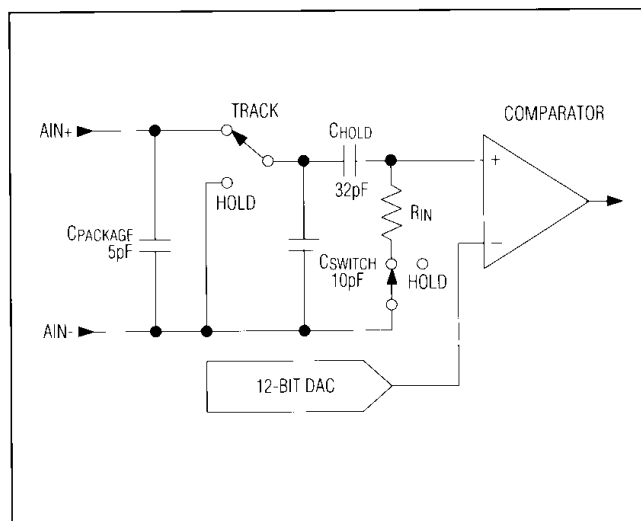 COMPARATOR
TRACK
AIN+
CHOLD
32pF
+
RIN
HOLD
CPACKAGE
5pF
CSWITCH
10pF
HOLD
−
AIN-
12-BIT DAC